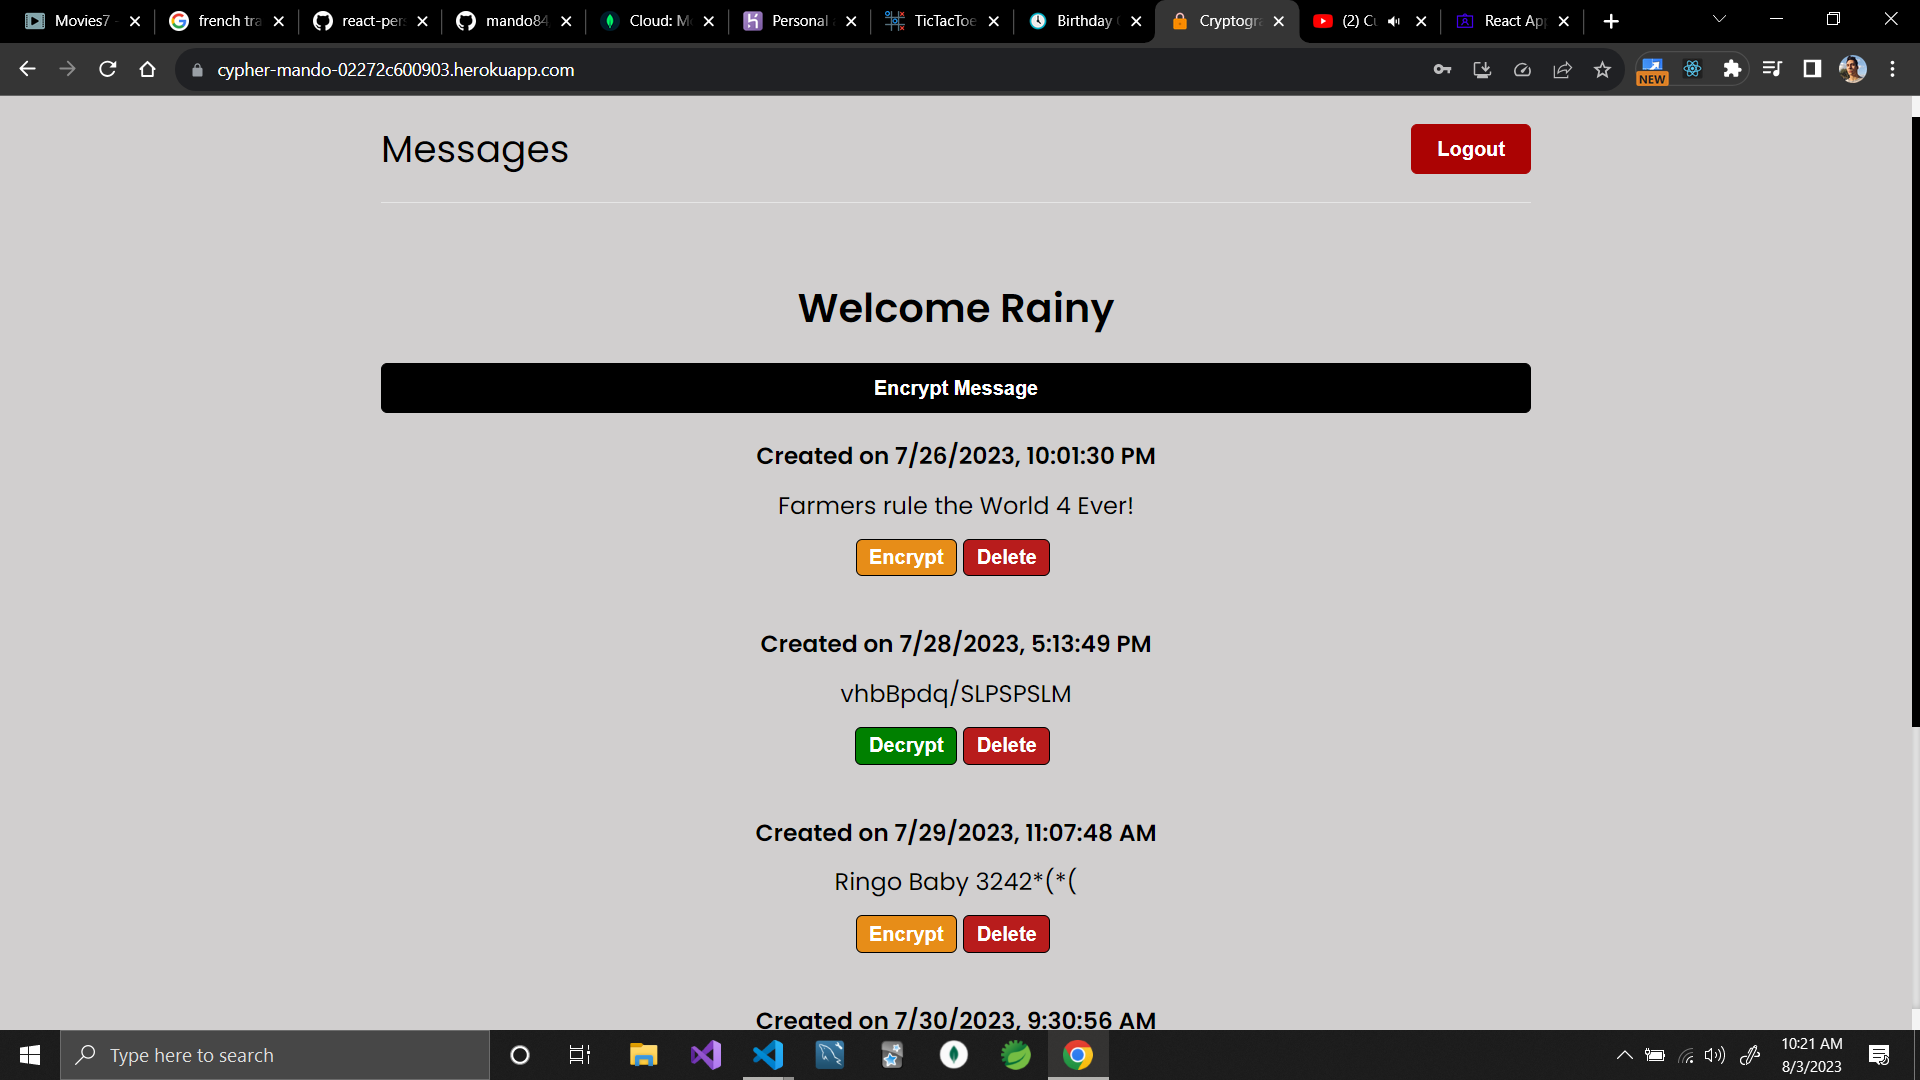 Movies7 -
french tra
react-pers
mando84
Cloud: Mo
Personal a
TicTacToe
Birthday
Cryptogra
(2) Cu
React Ap
cypher-mando-02272c600903.herokuapp.com
NEW
Messages
Logout
Welcome Rainy
Encrypt Message
Created on 7/26/2023, 10:01:30 PM
Farmers rule the World 4 Ever!
Encrypt Delete
Created on 7/28/2023, 5:13:49 PM
vhbBpdq/SLPSPSLM
Decrypt Delete
Created on 7/29/2023, 11:07:48 AM
Ringo Baby 3242*(*(
Encrypt Delete
Created on 7/30/2023, 9:30:56 AM
Type here to search
10:21 AM
8/3/2023